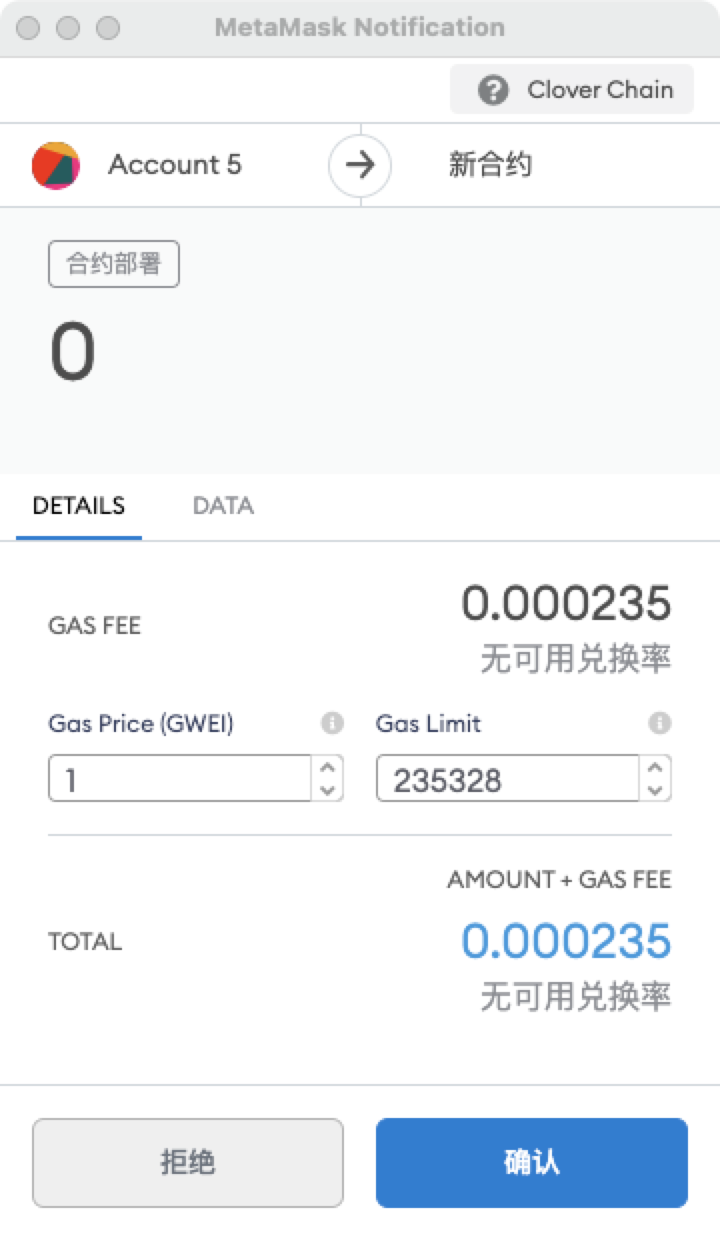 MetaMask Notification
Clover Chain
Account 5
新合约
合约部署
0
DETAILS DATA
GAS FEE
0.000235
无可用兑换率
Gas Price (GWEI)
Gas Limit
1
235328
AMOUNT + GAS FEE
TOTAL
0.000235
无可用兑换率
拒绝
确认